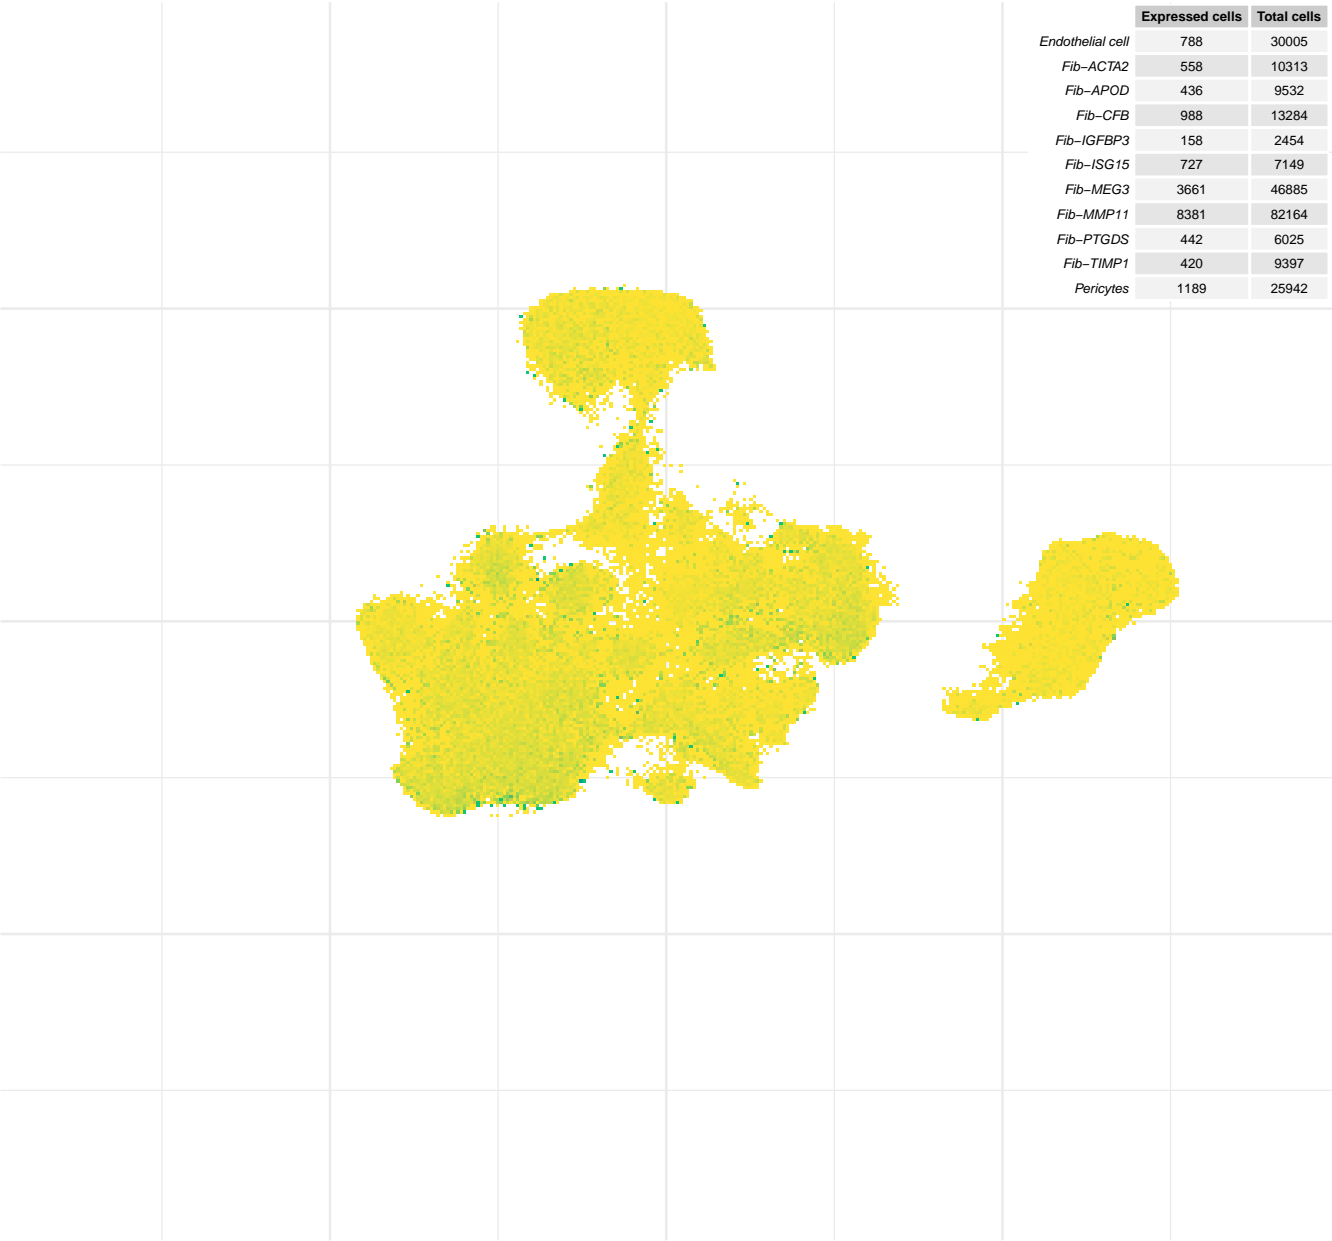 Expressed cells Total cells
Endothelial cell 788 30005
Fib−ACTA2 558 10313
Fib−APOD 436 9532
Fib−CFB 988 13284
Fib−IGFBP3 158 2454
Fib−ISG15 727 7149
Fib−MEG3 3661 46885
Fib−MMP11 8381 82164
Fib−PTGDS 442 6025
Fib−TIMP1 420 9397
Pericytes 1189 25942